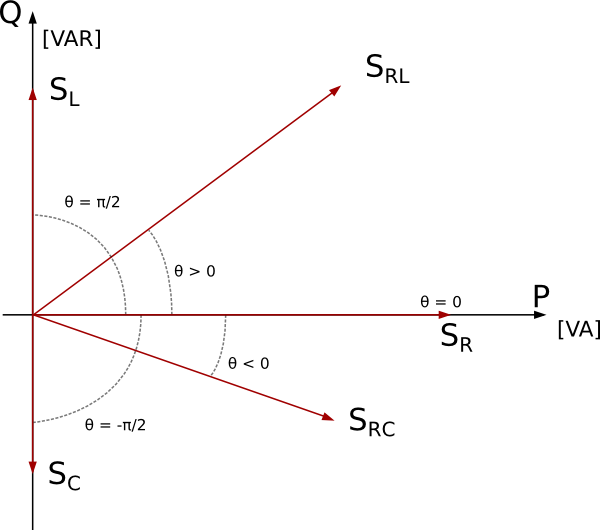 Q
[VAR]
S_L
S_RL
θ = π/2
θ > 0
θ = 0
P
[VA]
S_R
θ < 0
S_RC
θ = -π/2
S_C